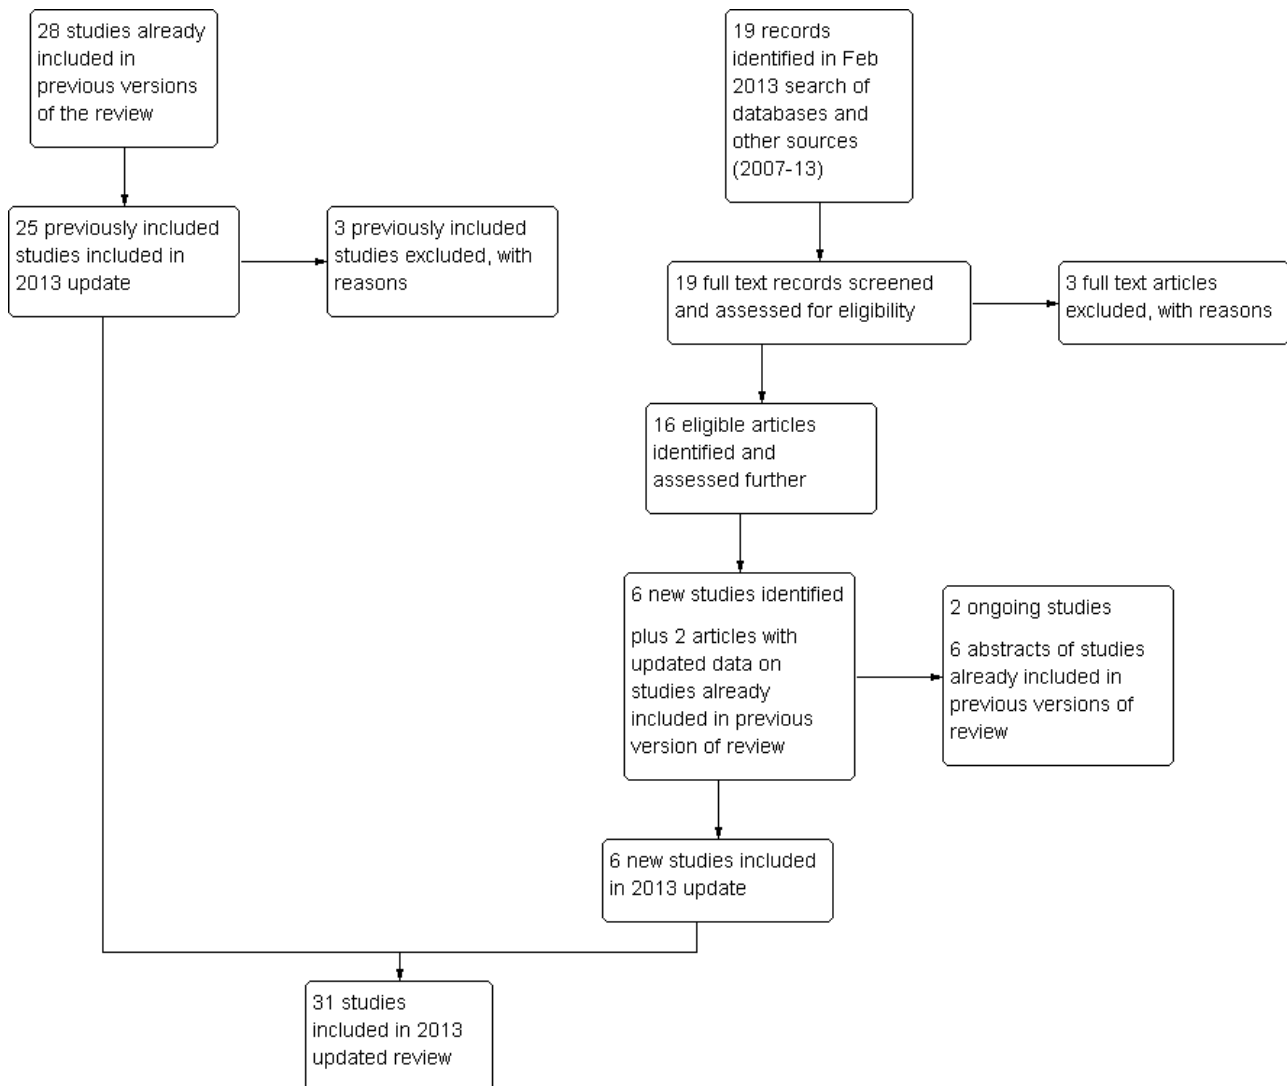 28 studies already
included in
previous versions
of the review
19 records
identified in Feb
2013 search of
databases and
other sources
(2007-13)
25 previously included
studies included in
2013 update
3 previously included
studies excluded, with
reasons
19 full text records screened
and assessed for eligibility
3 full text articles
excluded, with reasons
16 eligible articles
identified and
assessed further
6 new studies identified
plus 2 articles with
updated data on
studies already
included in previous
version of review
2 ongoing studies
6 abstracts of studies
already included in
previous versions of
review
6 new studies included
in 2013 update
31 studies
included in 2013
updated review